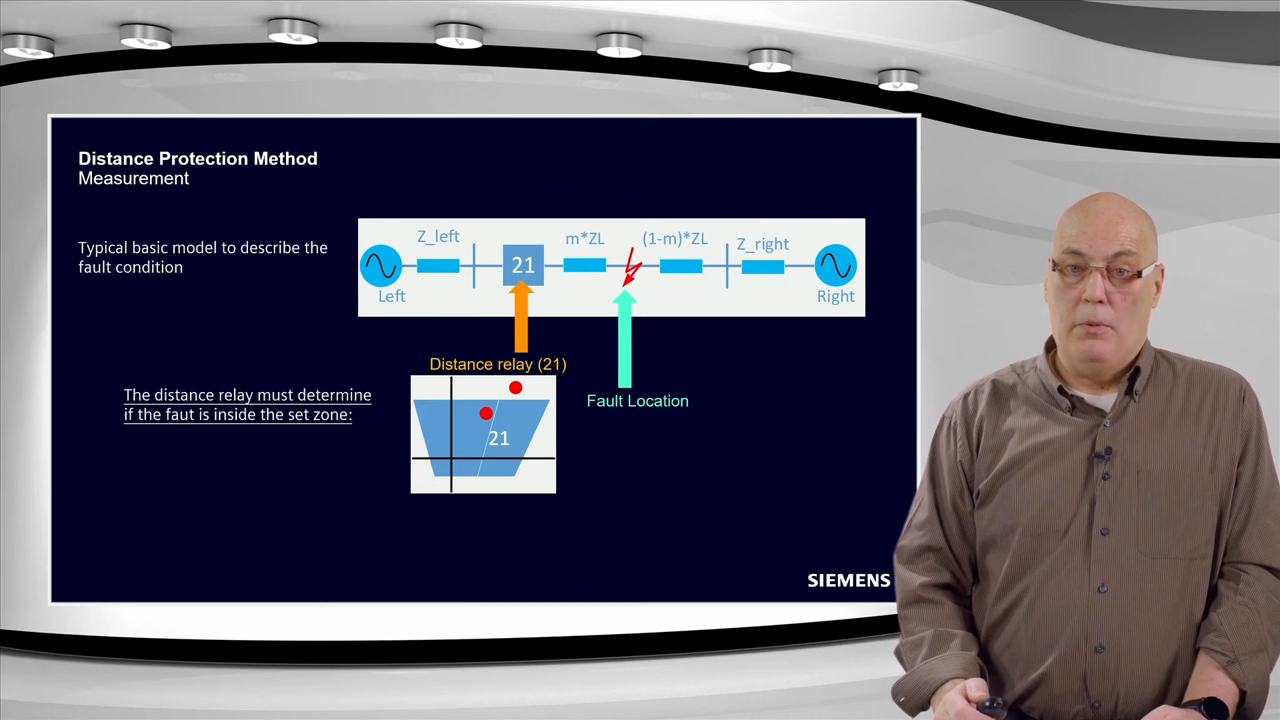 Distance Protection Method
Measurement
Typical basic model to describe the
fault condition
Z_left
m*ZL
(1-m)*ZL
Z_right
21
Left
Right
Distance relay (21)
The distance relay must determine
if the faut is inside the set zone:
Fault Location
21
SIEMENS